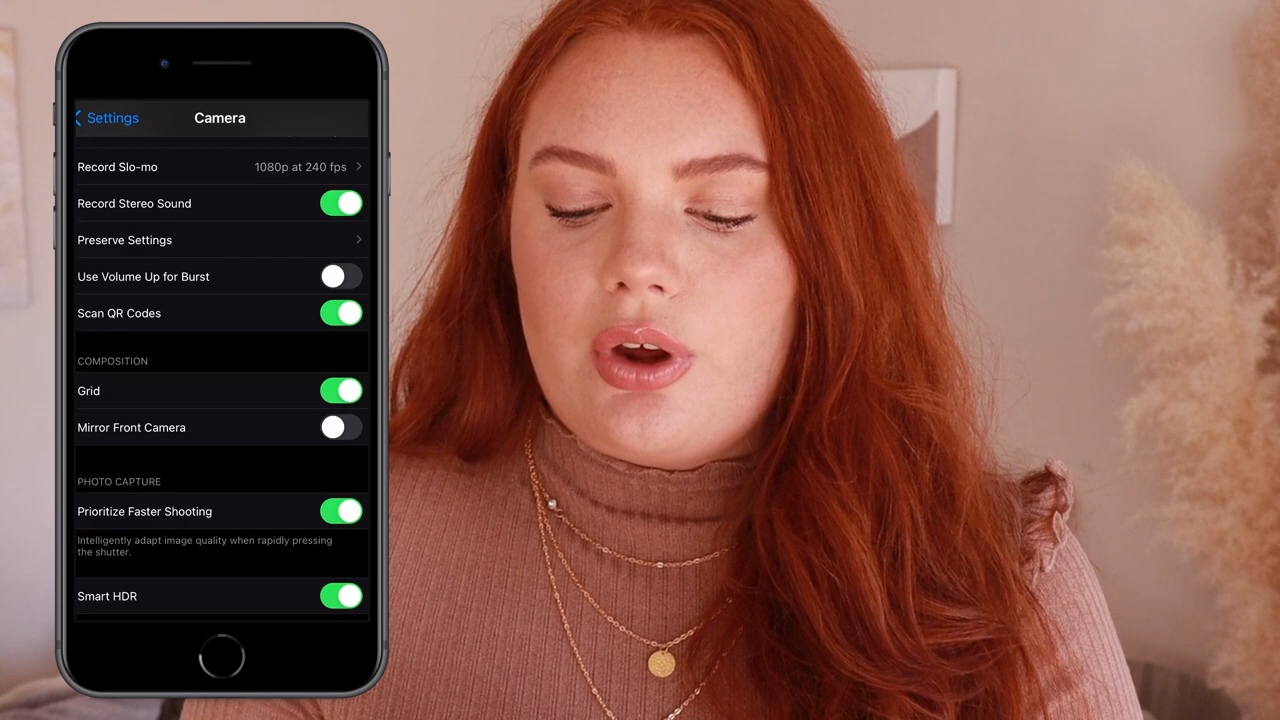 Settings
Camera
Record Slo-mo
1080p at 240 fps
Record Stereo Sound
Preserve Settings
Use Volume Up for Burst
Scan QR Codes
COMPOSITION
Grid
Mirror Front Camera
PHOTO CAPTURE
Prioritize Faster Shooting
Intelligently adapt image quality when rapidly pressing
the shutter.
Smart HDR